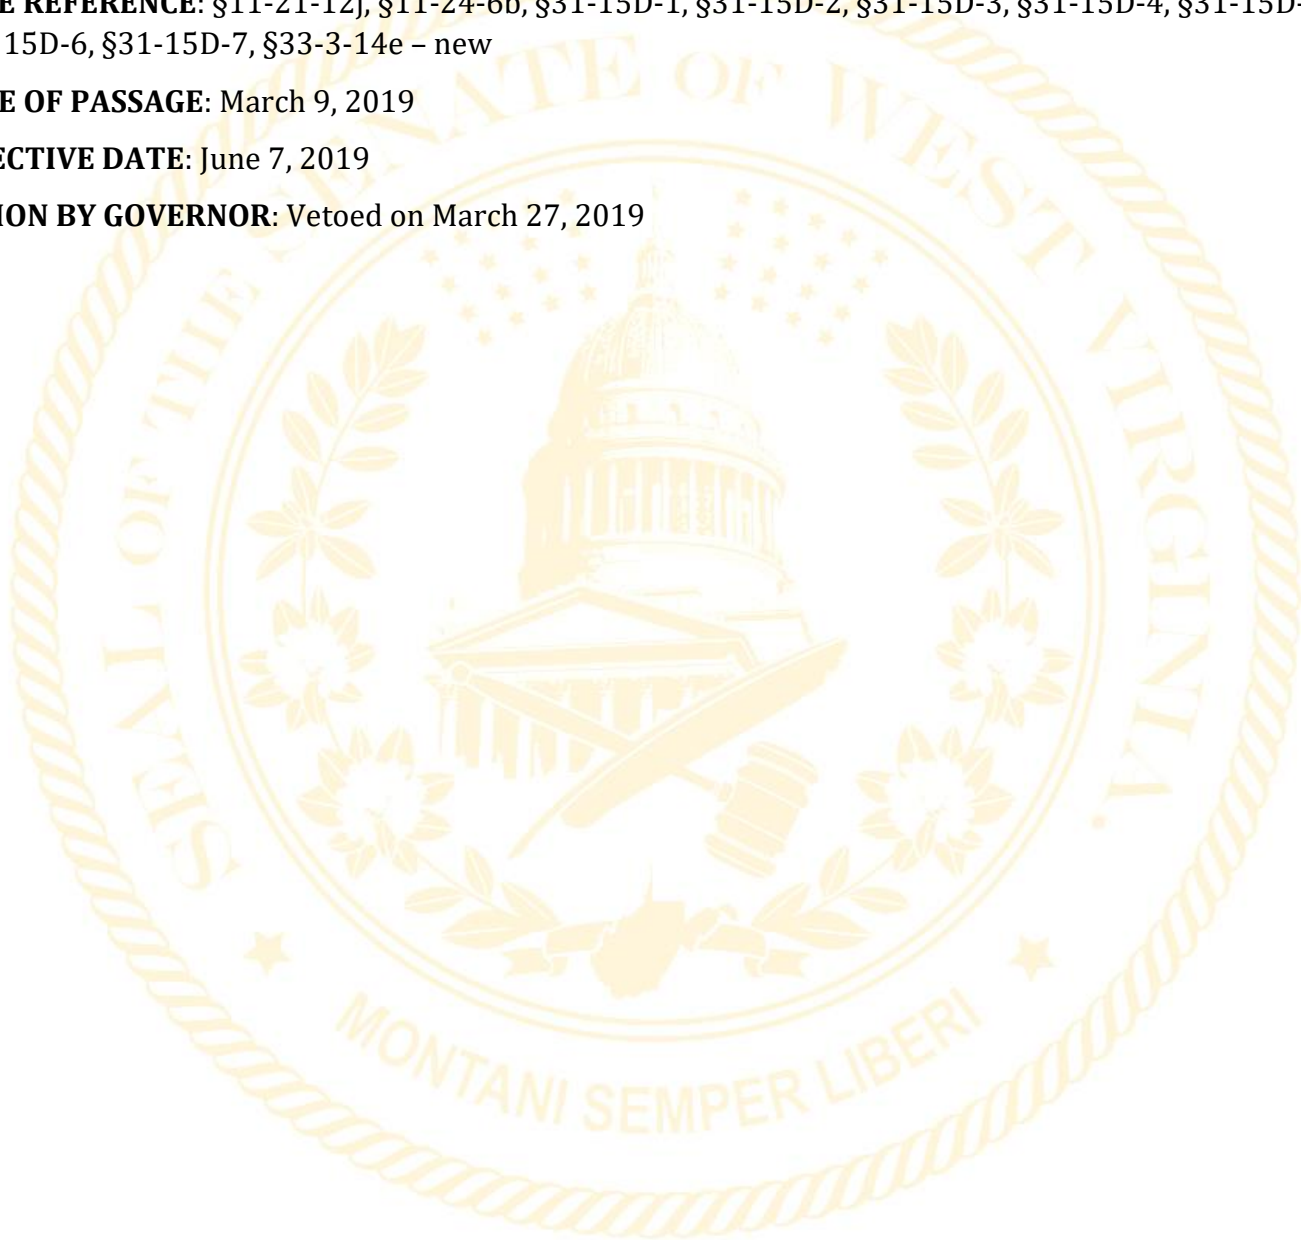 E REFERENCE: §11-21-12j, §11-24-6b, §31-15D-1, §31-15D-2, §31-15D-3, §31-15D-4, §31-15D-
15D-6, §31-15D-7, §33-3-14e – new
E OF PASSAGE: March 9, 2019
ECTIVE DATE: June 7, 2019
ION BY GOVERNOR: Vetoed on March 27, 2019
SEAL OF THE SENATE OF WEST VIRGINIA
MONTANI SEMPER LIBERI